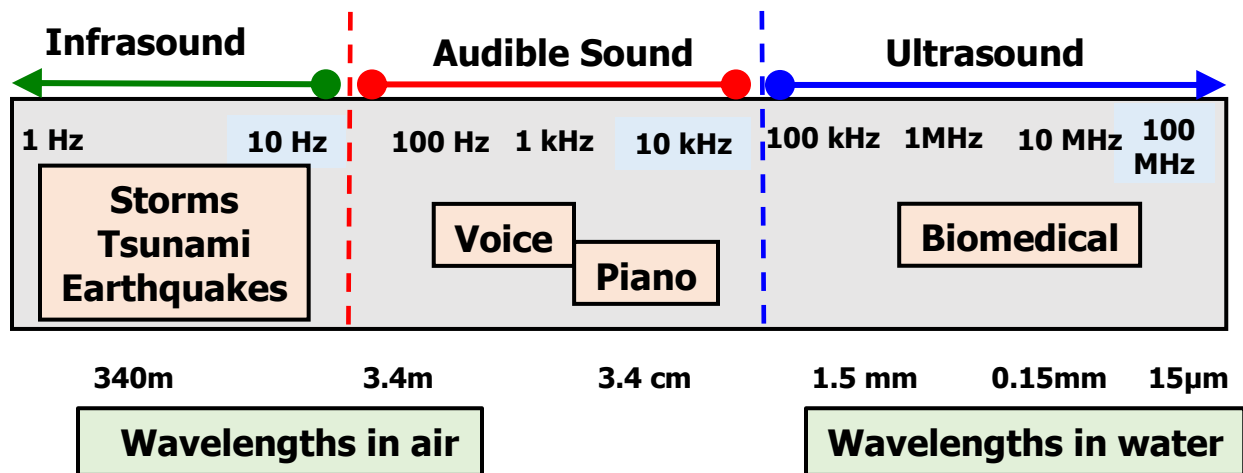 Infrasound
Audible Sound
Ultrasound
1 Hz
10 Hz
100 Hz
1 kHz
10 kHz
100 kHz
1MHz
10 MHz
100
MHz
Storms
Tsunami
Earthquakes
Voice
Piano
Biomedical
340m
3.4m
3.4 cm
1.5 mm
0.15mm
15µm
Wavelengths in air
Wavelengths in water